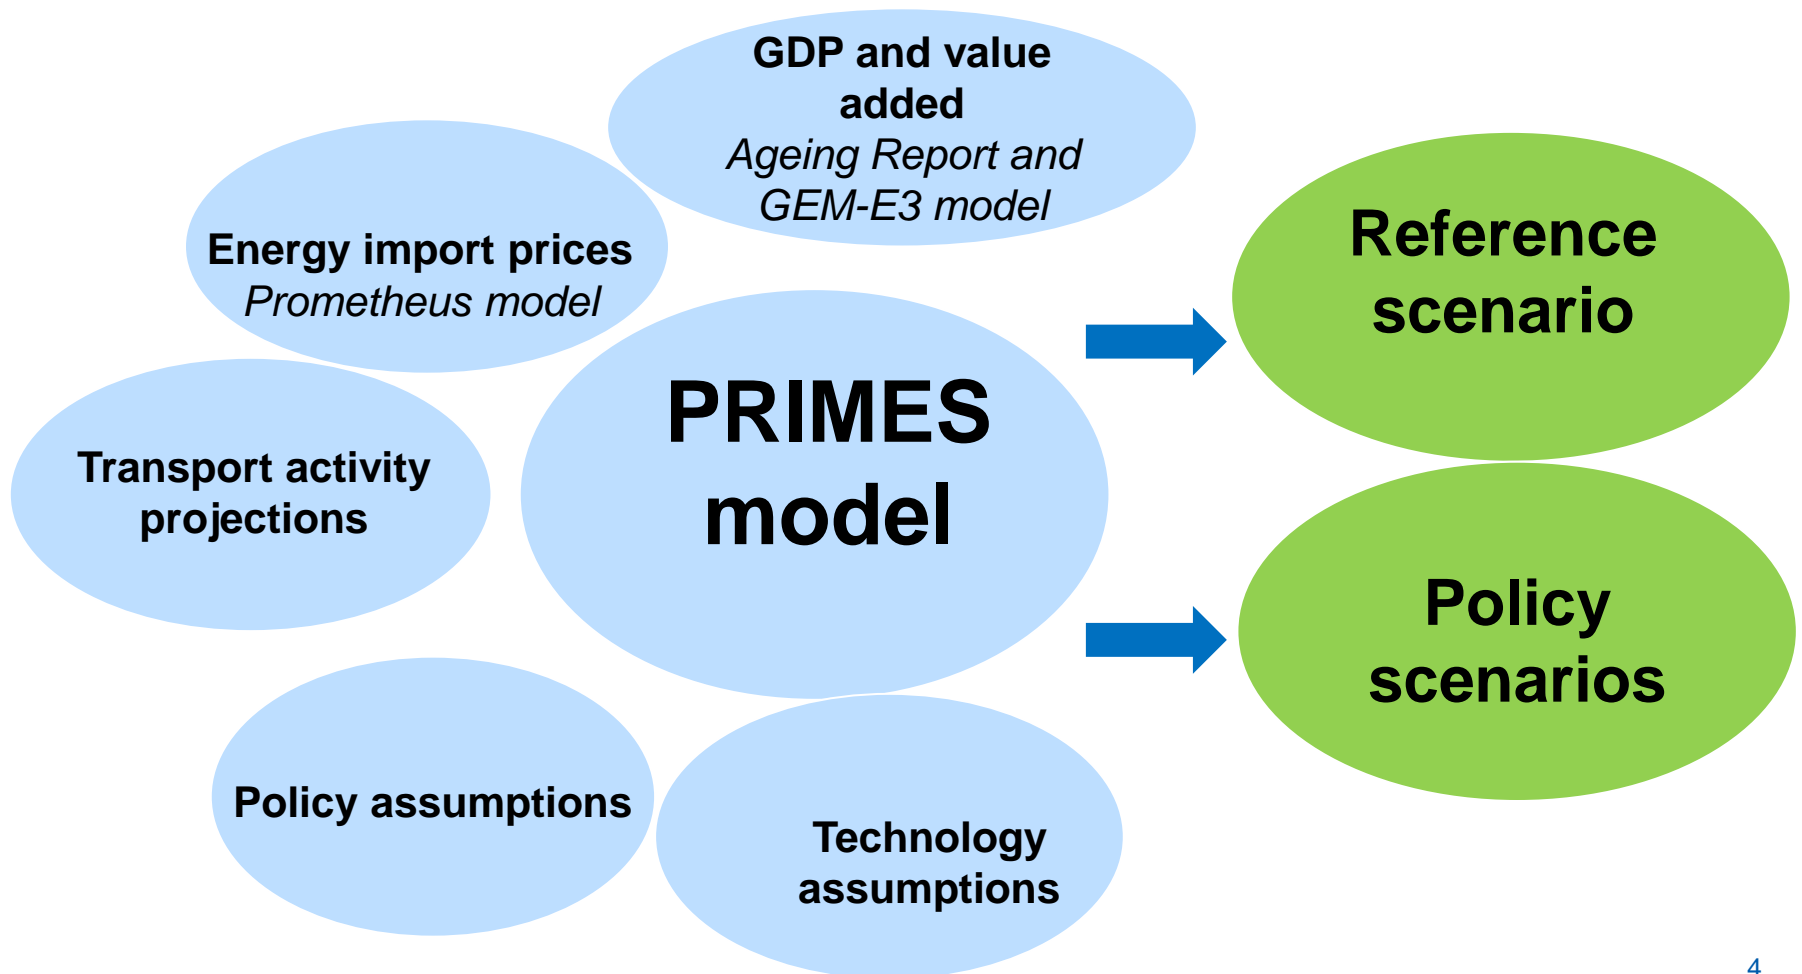 GDP and value
added
Ageing Report and
GEM-E3 model
Energy import prices
Prometheus model
Transport activity
projections
PRIMES
model
Policy assumptions
Technology
assumptions
Reference
scenario
Policy
scenarios
4